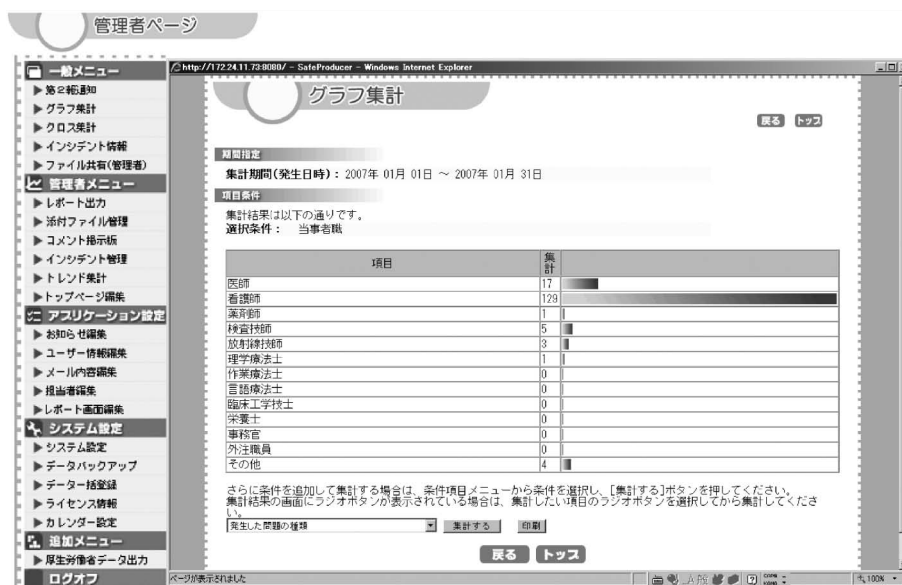 管理者ページ
一般メニュー
第2報通知
グラフ集計
クロス集計
インシデント情報
ファイル共有(管理者)
管理者メニュー
レポート出力
添付ファイル管理
コメント掲示板
インシデント管理
トレンド集計
トップページ編集
アプリケーション設定
お知らせ編集
ユーザー情報編集
メール内容編集
担当者編集
レポート画面編集
システム設定
システム設定
データバックアップ
データ一括登録
ライセンス情報
カレンダー設定
追加メニュー
厚生労働省データ出力
ログオフ
http://172.24.11.73:8080/ - SafeProducer - Windows Internet Explorer
グラフ集計
戻る トップ
期間指定
集計期間(発生日時): 2007年 01月 01日 ～ 2007年 01月 31日
項目条件
集計結果は以下の通りです。
選択条件: 当事者職
項目 集計
医師 17
看護師 129
薬剤師 1
検査技師 5
放射線技師 3
理学療法士 1
作業療法士 0
言語療法士 0
臨床工学技士 0
栄養士 0
事務官 0
外注職員 0
その他 4
さらに条件を追加して集計する場合は、条件項目メニューから条件を選択し、[集計する]ボタンを押してください。
集計結果の画面にラジオボタンが表示されている場合は、集計したい項目のラジオボタンを選択してから集計してくださ
い。
発生した問題の種類 集計する 印刷
戻る トップ
ページが表示されました
100%